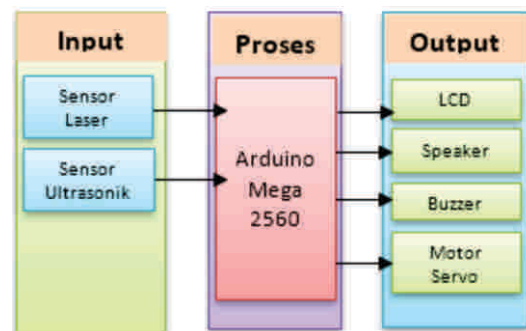 Input
Sensor
Laser
Sensor
Ultrasonik
Proses
Arduino
Mega
2560
Output
LCD
Speaker
Buzzer
Motor
Servo